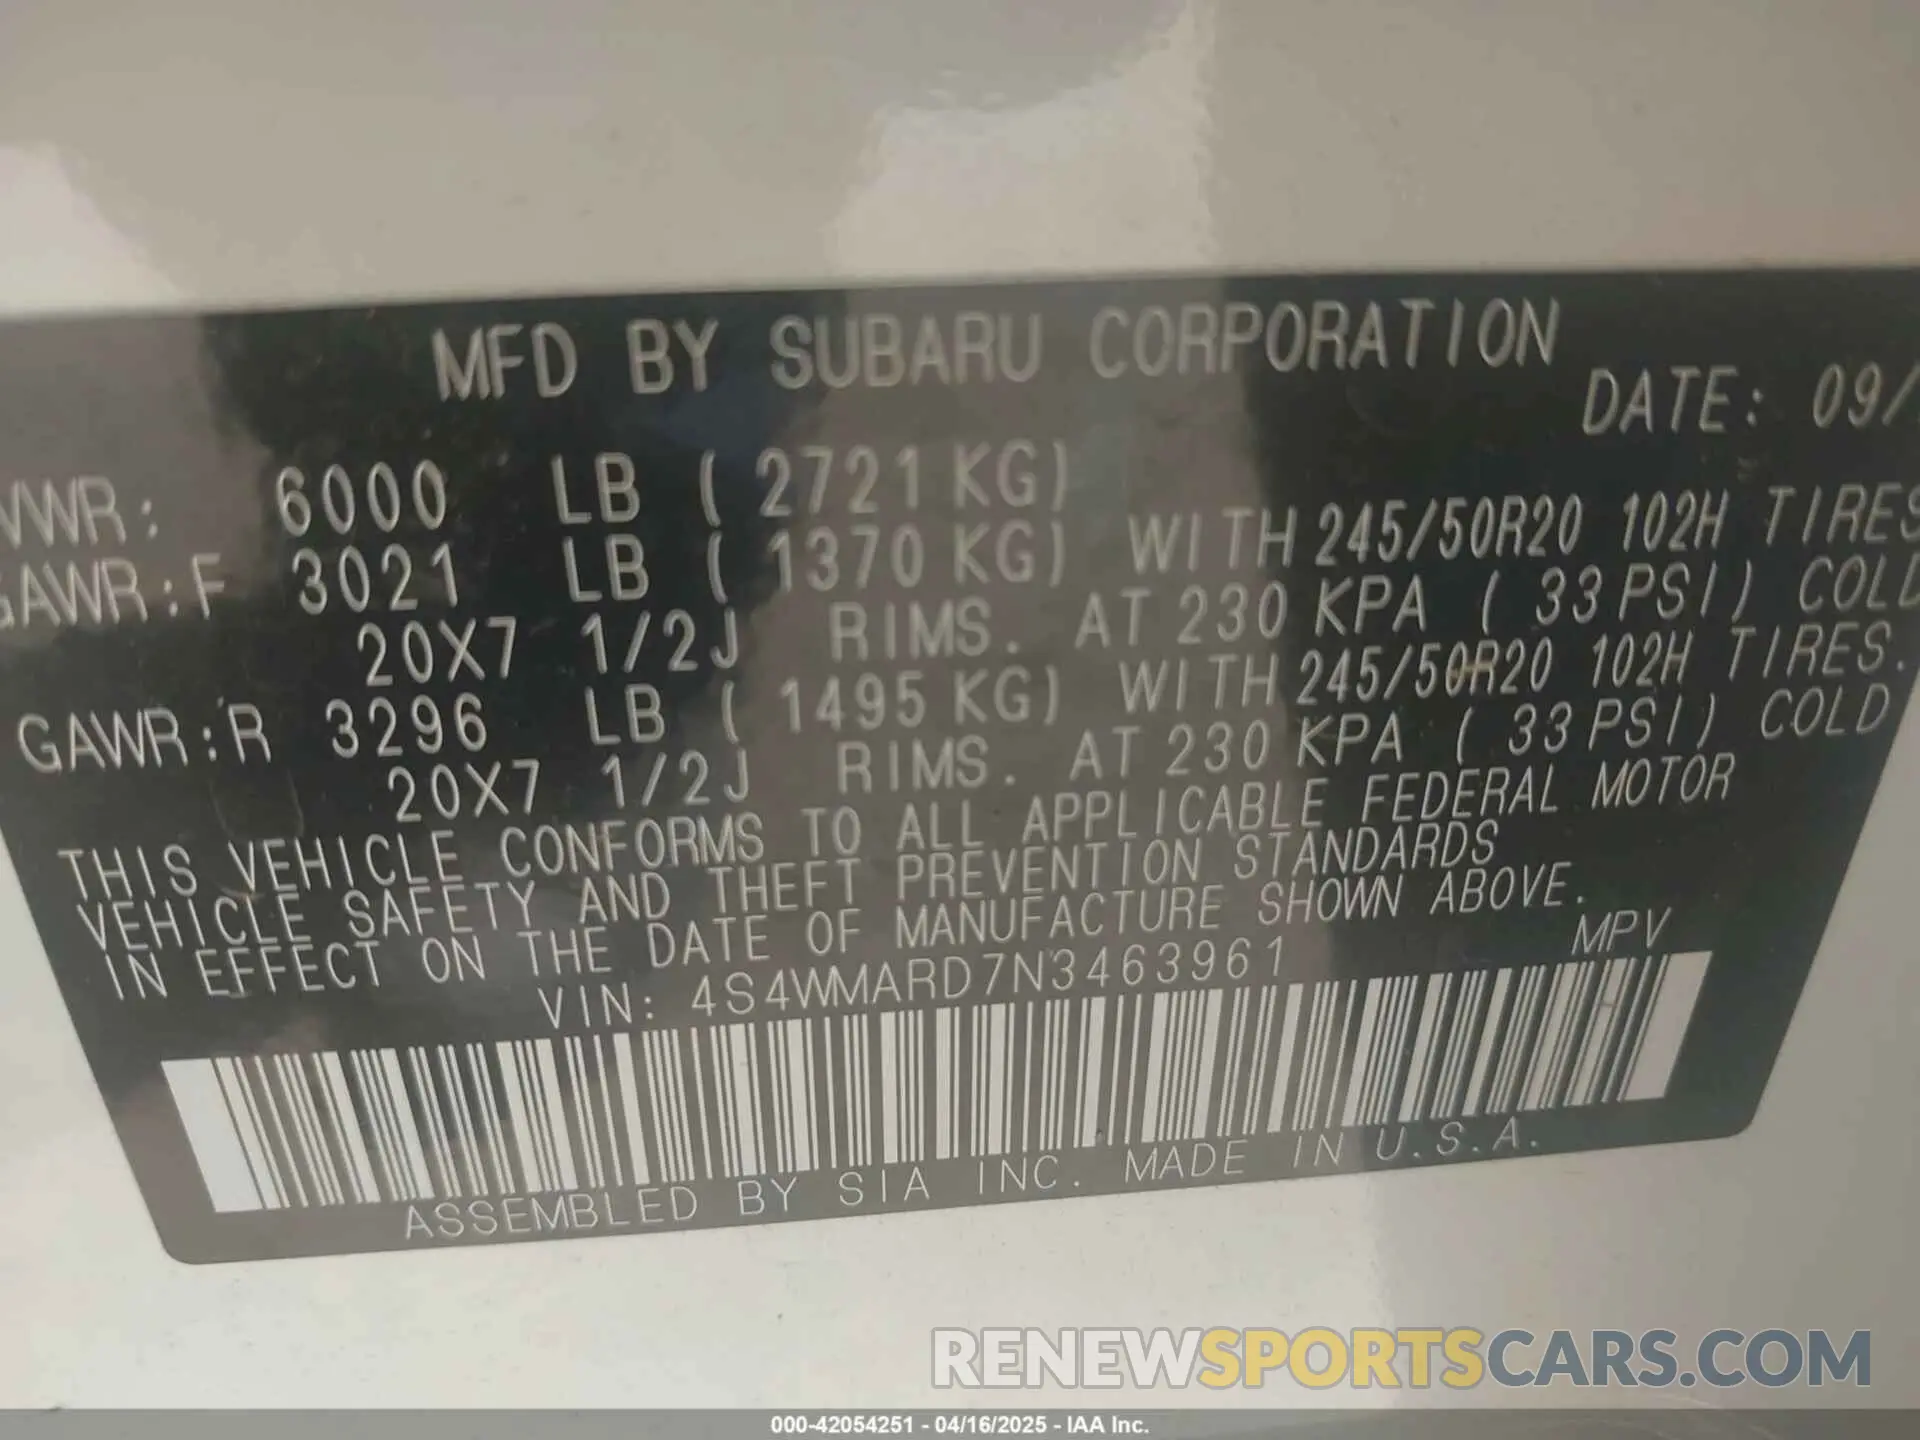 MFD BY SUBARU CORPORATION
DATE: 09/
VWR: 6000 LB ( 2721 KG)
GAWR:F 3021 LB ( 1370 KG) WITH 245/50R20 102H TIRES
20X7 1/2J RIMS. AT 230 KPA ( 33 PSI) COLD
GAWR:R 3296 LB ( 1495 KG) WITH 245/50R20 102H TIRES.
20X7 1/2J RIMS. AT 230 KPA ( 33 PSI) COLD
THIS VEHICLE CONFORMS TO ALL APPLICABLE FEDERAL MOTOR
VEHICLE SAFETY AND THEFT PREVENTION STANDARDS
IN EFFECT ON THE DATE OF MANUFACTURE SHOWN ABOVE.
VIN: 4S4WMARD7N3463961 MPV
ASSEMBLED BY SIA INC. MADE IN U.S.A.
RENEWSPORTSCARS.COM
000-42054251 - 04/16/2025 - IAA Inc.